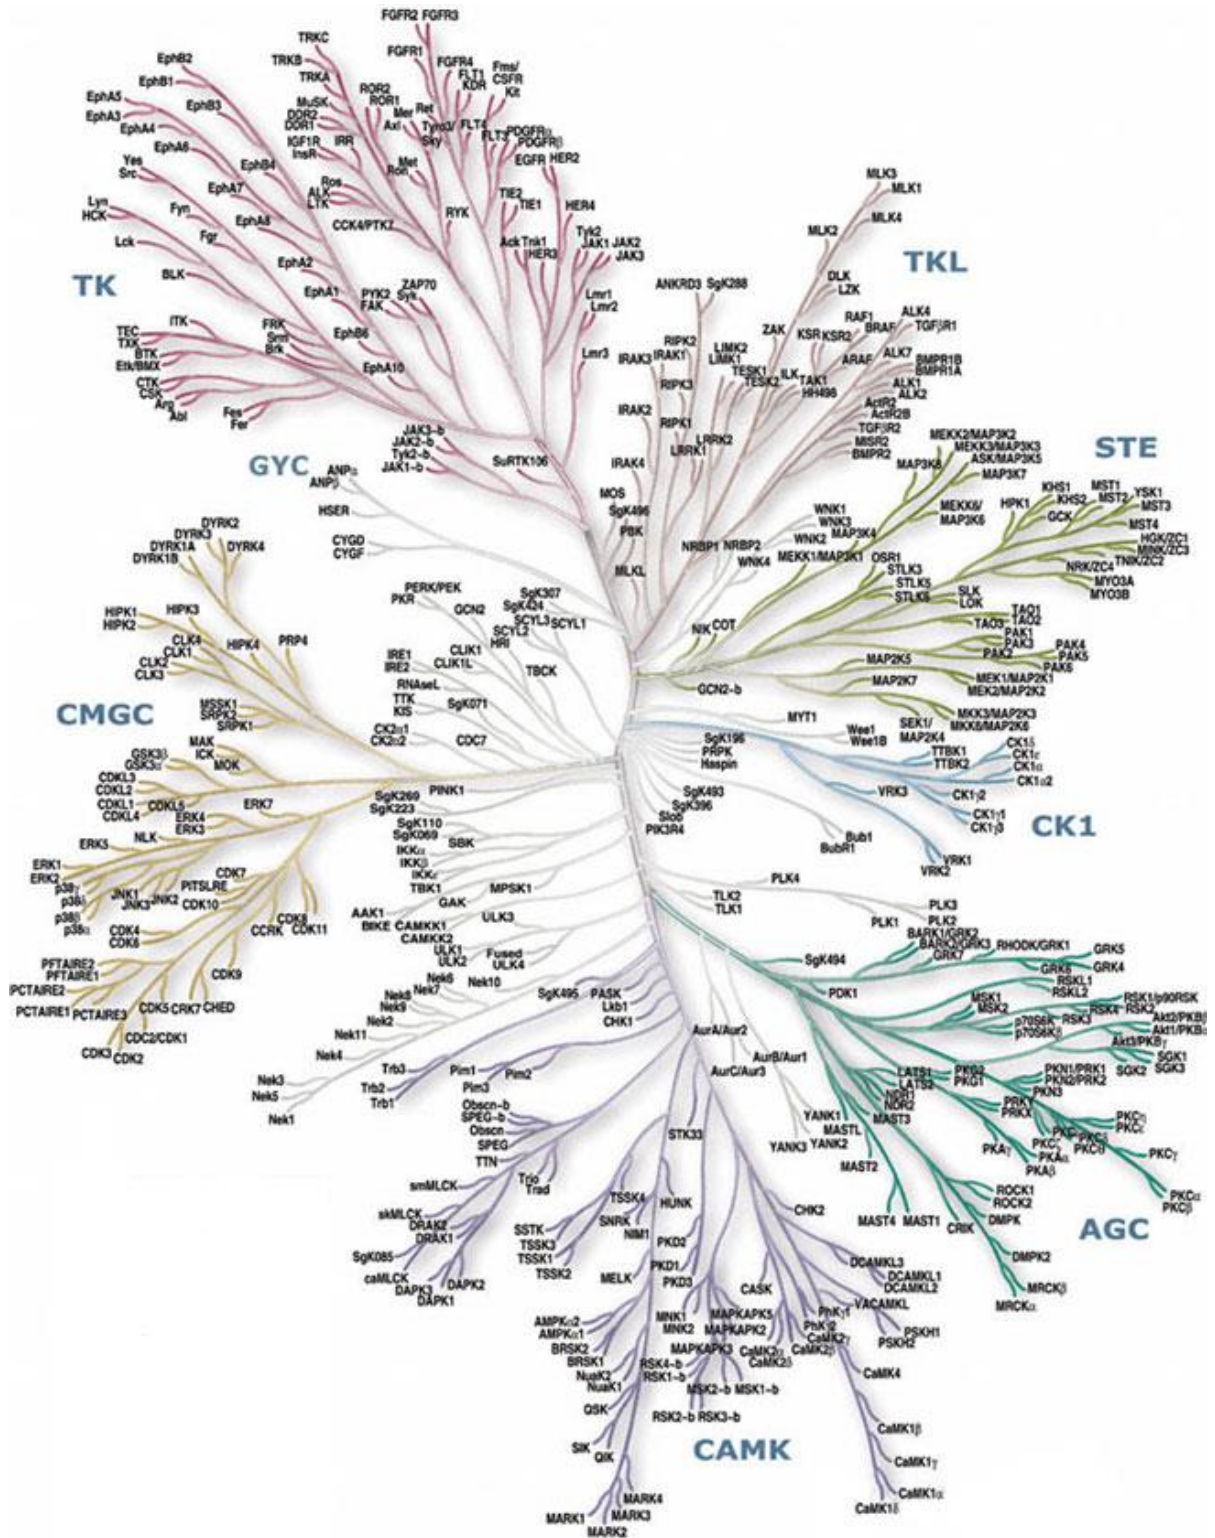 FGFR2 FGFR3
TRKC
FGFR1
EphB2
TRKB
FGFR4
Fms/
CSFR
EphB1
TRKA
FLT1
KDR
Kit
EphA5
EphB3
MuSK
ROR2
ROR1
Mer
Ret
EphA3
DDR2
DDR1
Axl
Tyro3/
Sky
FLT4
FLT3
PDGFRα
PDGFRβ
EphA4
IGF1R
InsR
IRR
EphA6
EphB4
Met
Ron
EGFR
HER2
Yes
Src
EphA7
Ros
ALK
LTK
TIE2
TIE1
HER4
Lyn
HCK
Fyn
EphA8
CCK4/PTK7
RYK
Tyk2
JAK1
JAK2
JAK3
Lck
Fgr
Ack
Tnk1
HER3
BLK
EphA2
TK
EphA1
PYK2
FAK
ZAP70
Syk
Lmr1
Lmr2
ITK
TEC
TXK
BTK
Etk/BMX
FRK
Srm
Brk
EphB6
EphA10
Lmr3
CTK
CSK
Arg
Abl
Fes
Fer
JAK3~b
JAK2~b
Tyk2~b
JAK1~b
SuRTK106
MLK3
MLK1
MLK4
MLK2
TKL
DLK
LZK
ANKRD3
SgK288
ZAK
KSR
KSR2
RAF1
BRAF
ARAF
ALK4
TGFβR1
RIPK2
IRAK3
IRAK1
LIMK2
LIMK1
TESK1
TESK2
ILK
TAK1
HH498
ALK7
BMPR1B
BMPR1A
ALK1
ALK2
RIPK3
IRAK2
RIPK1
ActR2
ActR2B
TGFβR2
MISR2
BMPR2
LRRK2
LRRK1
IRAK4
MOS
SgK496
PBK
MLKL
NRBP1
NRBP2
WNK1
WNK3
WNK2
WNK4
GYC
ANPα
ANPβ
HSER
CYGD
CYGF
STE
MEKK2/MAP3K2
MEKK3/MAP3K3
ASK/MAP3K5
MAP3K8
MAP3K7
MEKK6/
MAP3K6
MAP3K4
MEKK1/MAP3K1
KHS1
KHS2
HPK1
GCK
MST1
MST2
YSK1
MST3
MST4
HGK/ZC1
MINK/ZC3
TNIK/ZC2
NRK/ZC4
MYO3A
MYO3B
OSR1
STLK3
STLK5
STLK6
SLK
LOK
TAO1
TAO2
TAO3
PAK1
PAK3
PAK2
PAK4
PAK5
PAK6
NIK
COT
MAP2K5
MAP2K7
MEK1/MAP2K1
MEK2/MAP2K2
GCN2~b
MKK3/MAP2K3
MKK6/MAP2K6
SEK1/
MAP2K4
DYRK2
DYRK3
DYRK1A
DYRK1B
DYRK4
HIPK1
HIPK2
HIPK3
HIPK4
PRP4
CLK4
CLK1
CLK2
CLK3
CMGC
MSSK1
SRPK2
SRPK1
MAK
ICK
MOK
GSK3β
GSK3α
CDKL3
CDKL2
CDKL1
CDKL4
CDKL5
ERK7
ERK4
ERK3
NLK
ERK5
ERK1
ERK2
p38γ
p38δ
p38β
p38α
JNK1
JNK3
JNK2
CDK7
PITSLRE
CDK10
CDK4
CDK6
CCRK
CDK8
CDK11
PFTAIRE2
PFTAIRE1
PCTAIRE2
PCTAIRE1
PCTAIRE3
CDK9
CDK5
CRK7
CHED
CDC2/CDK1
CDK3
CDK2
PERK/PEK
PKR
GCN2
SgK307
SgK424
SCYL3
SCYL2
SCYL1
HRI
CLIK1
CLIK1L
TBCK
IRE1
IRE2
RNAseL
TTK
KIS
SgK071
CK2α1
CK2α2
CDC7
PINK1
SgK269
SgK223
SgK110
SgK069
SBK
IKKα
IKKβ
IKKε
TBK1
MPSK1
GAK
AAK1
BIKE
CAMKK1
CAMKK2
ULK3
ULK1
ULK2
Fused
ULK4
Nek6
Nek7
Nek10
Nek8
Nek9
Nek2
Nek11
Nek4
Nek3
Nek5
Nek1
MYT1
Wee1
Wee1B
SgK196
PRPK
Haspin
SgK493
SgK396
Slob
PIK3R4
Bub1
BubR1
TTBK1
TTBK2
CK1δ
CK1ε
CK1α
CK1α2
CK1γ2
CK1γ1
CK1γ3
CK1
VRK3
VRK1
VRK2
PLK4
TLK2
TLK1
PLK3
PLK1
PLK2
SgK494
BARK1/GRK2
BARK2/GRK3
RHODK/GRK1
GRK7
GRK5
GRK6
GRK4
PDK1
RSKL1
RSKL2
MSK1
MSK2
RSK1/p90RSK
RSK4
RSK2
RSK3
p70S6K
p70S6Kβ
Akt2/PKBβ
Akt1/PKBα
Akt3/PKBγ
SGK1
SGK2
SGK3
LATS1
LATS2
PKG2
PKG1
PKN1/PRK1
PKN2/PRK2
PKN3
NDR1
NDR2
PRKY
PRKX
YANK1
YANK2
YANK3
MASTL
MAST3
MAST2
PKAγ
PKAα
PKAβ
PKCζ
PKCδ
PKCθ
PKCη
PKCε
PKCγ
PKCα
PKCβ
MAST4
MAST1
ROCK1
ROCK2
CRIK
DMPK
DMPK2
MRCKβ
MRCKα
AGC
SgK495
PASK
Lkb1
CHK1
AurA/Aur2
AurB/Aur1
AurC/Aur3
Trb3
Trb2
Trb1
Pim1
Pim2
Pim3
Obscn~b
SPEG~b
Obscn
SPEG
TTN
STK33
smMLCK
Trio
Trad
TSSK4
HUNK
skMLCK
DRAK2
DRAK1
SNRK
NIM1
SSTK
TSSK3
TSSK1
TSSK2
SgK085
caMLCK
DAPK3
DAPK2
DAPK1
CHK2
PKD2
PKD1
PKD3
MELK
CASK
DCAMKL3
DCAMKL1
DCAMKL2
VACAMKL
PhKγ1
PhKγ2
PSKH1
PSKH2
AMPKα2
AMPKα1
BRSK2
BRSK1
NuaK2
NuaK1
MNK1
MNK2
MAPKAPK5
MAPKAPK2
MAPKAPK3
CaMK2γ
CaMK2α
CaMK2β
CaMK2δ
RSK4~b
RSK1~b
MSK2~b
MSK1~b
RSK2~b
RSK3~b
CaMK4
QSK
SIK
QIK
CAMK
CaMK1β
CaMK1γ
CaMK1α
CaMK1δ
MARK4
MARK1
MARK3
MARK2